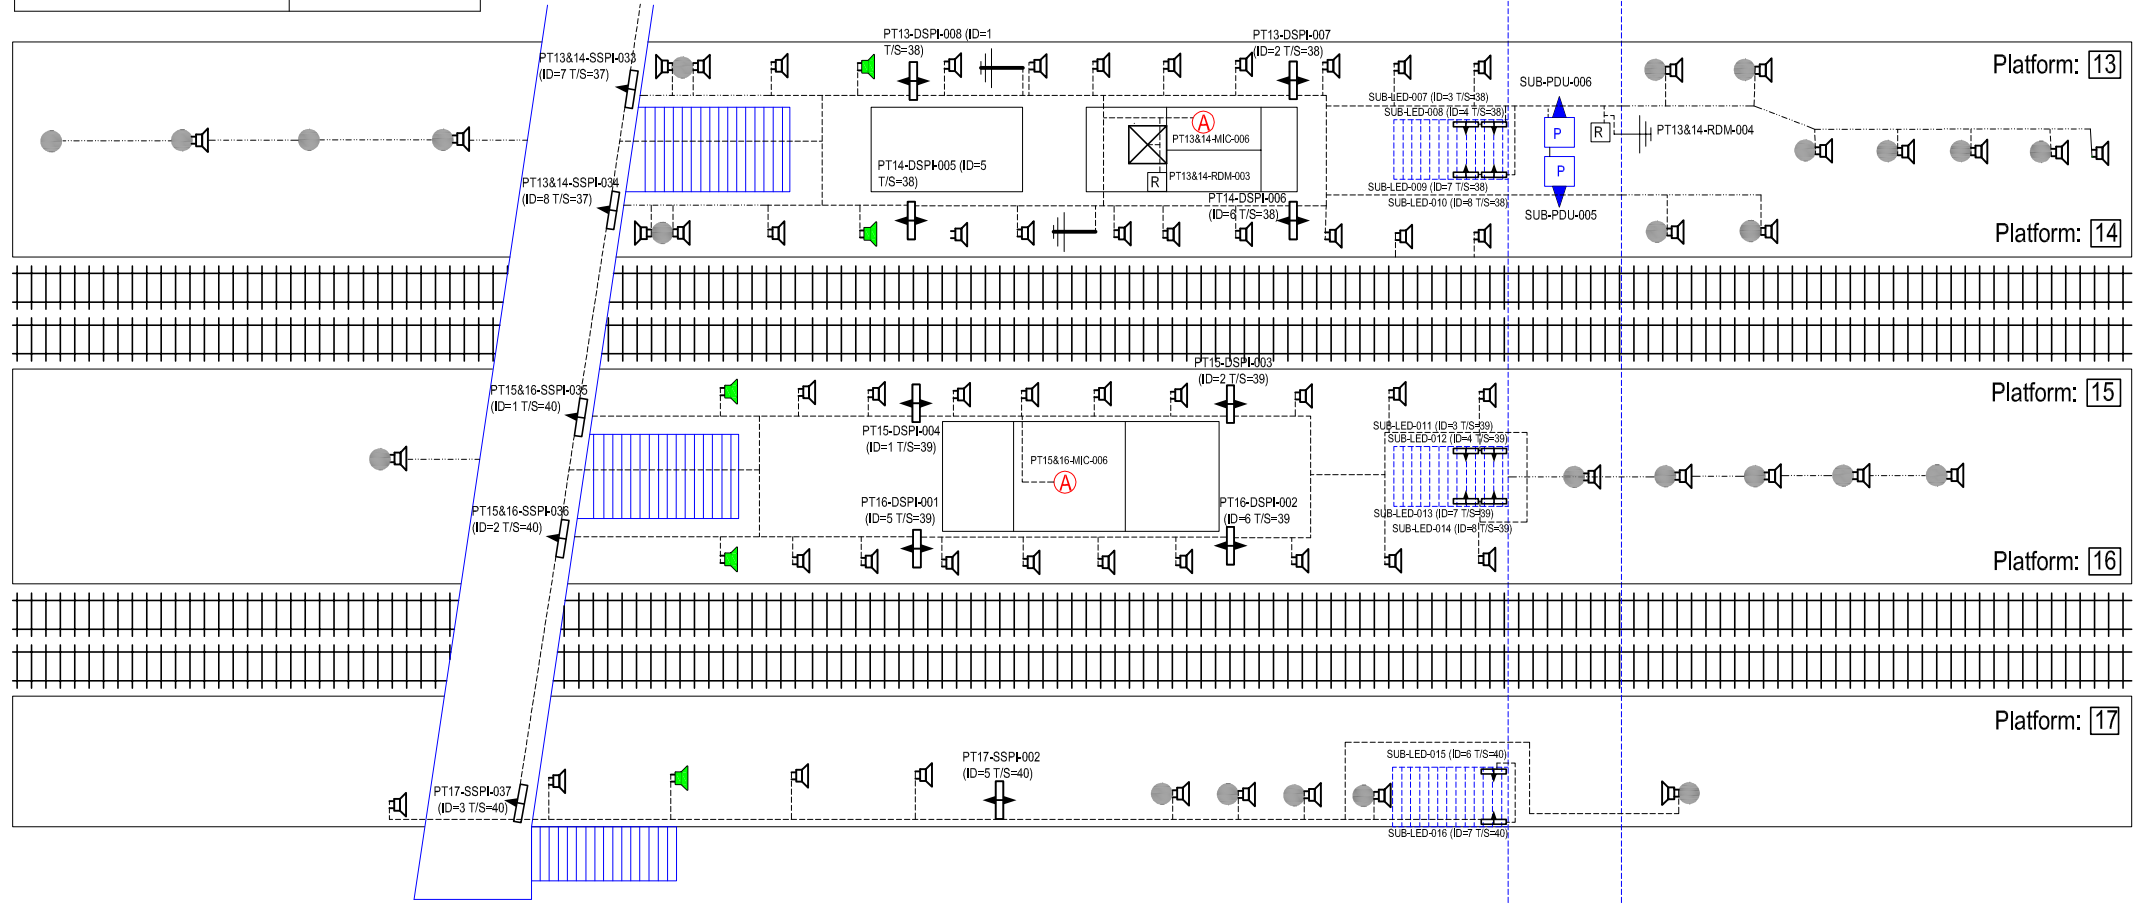 PT13-DSPI-008 (ID=1
T/S=38)
PT13-DSPI-007
(ID=2 T/S=38)
PT13&14-SSPI-033
(ID=7 T/S=37)
Platform: 13
SUB-PDU-006
SUB-LED-007 (ID=3 T/S=38)
SUB-LED-008 (ID=4 T/S=38)
A
P
R
PT13&14-RDM-004
PT13&14-MIC-006
PT14-DSPI-005 (ID=5
T/S=38)
P
R
PT13&14-RDM-003
PT13&14-SSPI-034
(ID=8 T/S=37)
SUB-LED-009 (ID=7 T/S=38)
SUB-LED-010 (ID=8 T/S=38)
PT14-DSPI-006
(ID=6 T/S=38)
SUB-PDU-005
Platform: 14
PT15-DSPI-003
(ID=2 T/S=39)
PT15&16-SSPI-035
(ID=1 T/S=40)
Platform: 15
PT15-DSPI-004
(ID=1 T/S=39)
SUB-LED-011 (ID=3 T/S=39)
SUB-LED-012 (ID=4 T/S=39)
PT15&16-MIC-006
A
PT16-DSPI-001
(ID=5 T/S=39)
PT16-DSPI-002
(ID=6 T/S=39
PT15&16-SSPI-036
(ID=2 T/S=40)
SUB-LED-013 (ID=7 T/S=39)
SUB-LED-014 (ID=8 T/S=39)
Platform: 16
Platform: 17
PT17-SSPI-002
(ID=5 T/S=40)
SUB-LED-015 (ID=6 T/S=40)
PT17-SSPI-037
(ID=3 T/S=40)
SUB-LED-016 (ID=7 T/S=40)